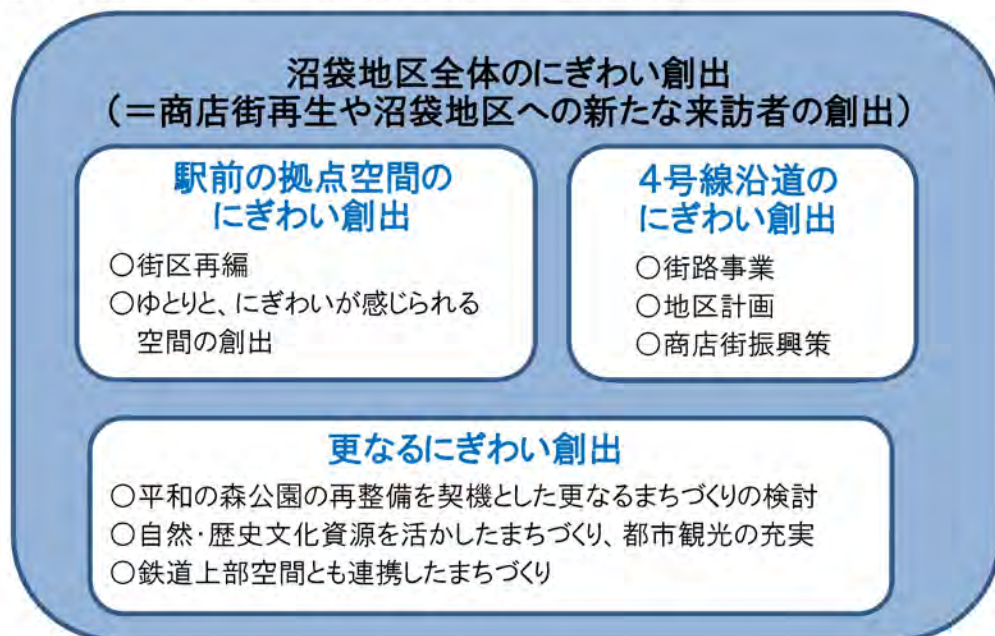 沼袋地区全体のにぎわい創出
(=商店街再生や沼袋地区への新たな来訪者の創出)
駅前の拠点空間の
にぎわい創出
○街区再編
○ゆとりと、にぎわいが感じられる
空間の創出
4号線沿道の
にぎわい創出
○街路事業
○地区計画
○商店街振興策
更なるにぎわい創出
○平和の森公園の再整備を契機とした更なるまちづくりの検討
○自然・歴史文化資源を活かしたまちづくり、都市観光の充実
○鉄道上部空間とも連携したまちづくり